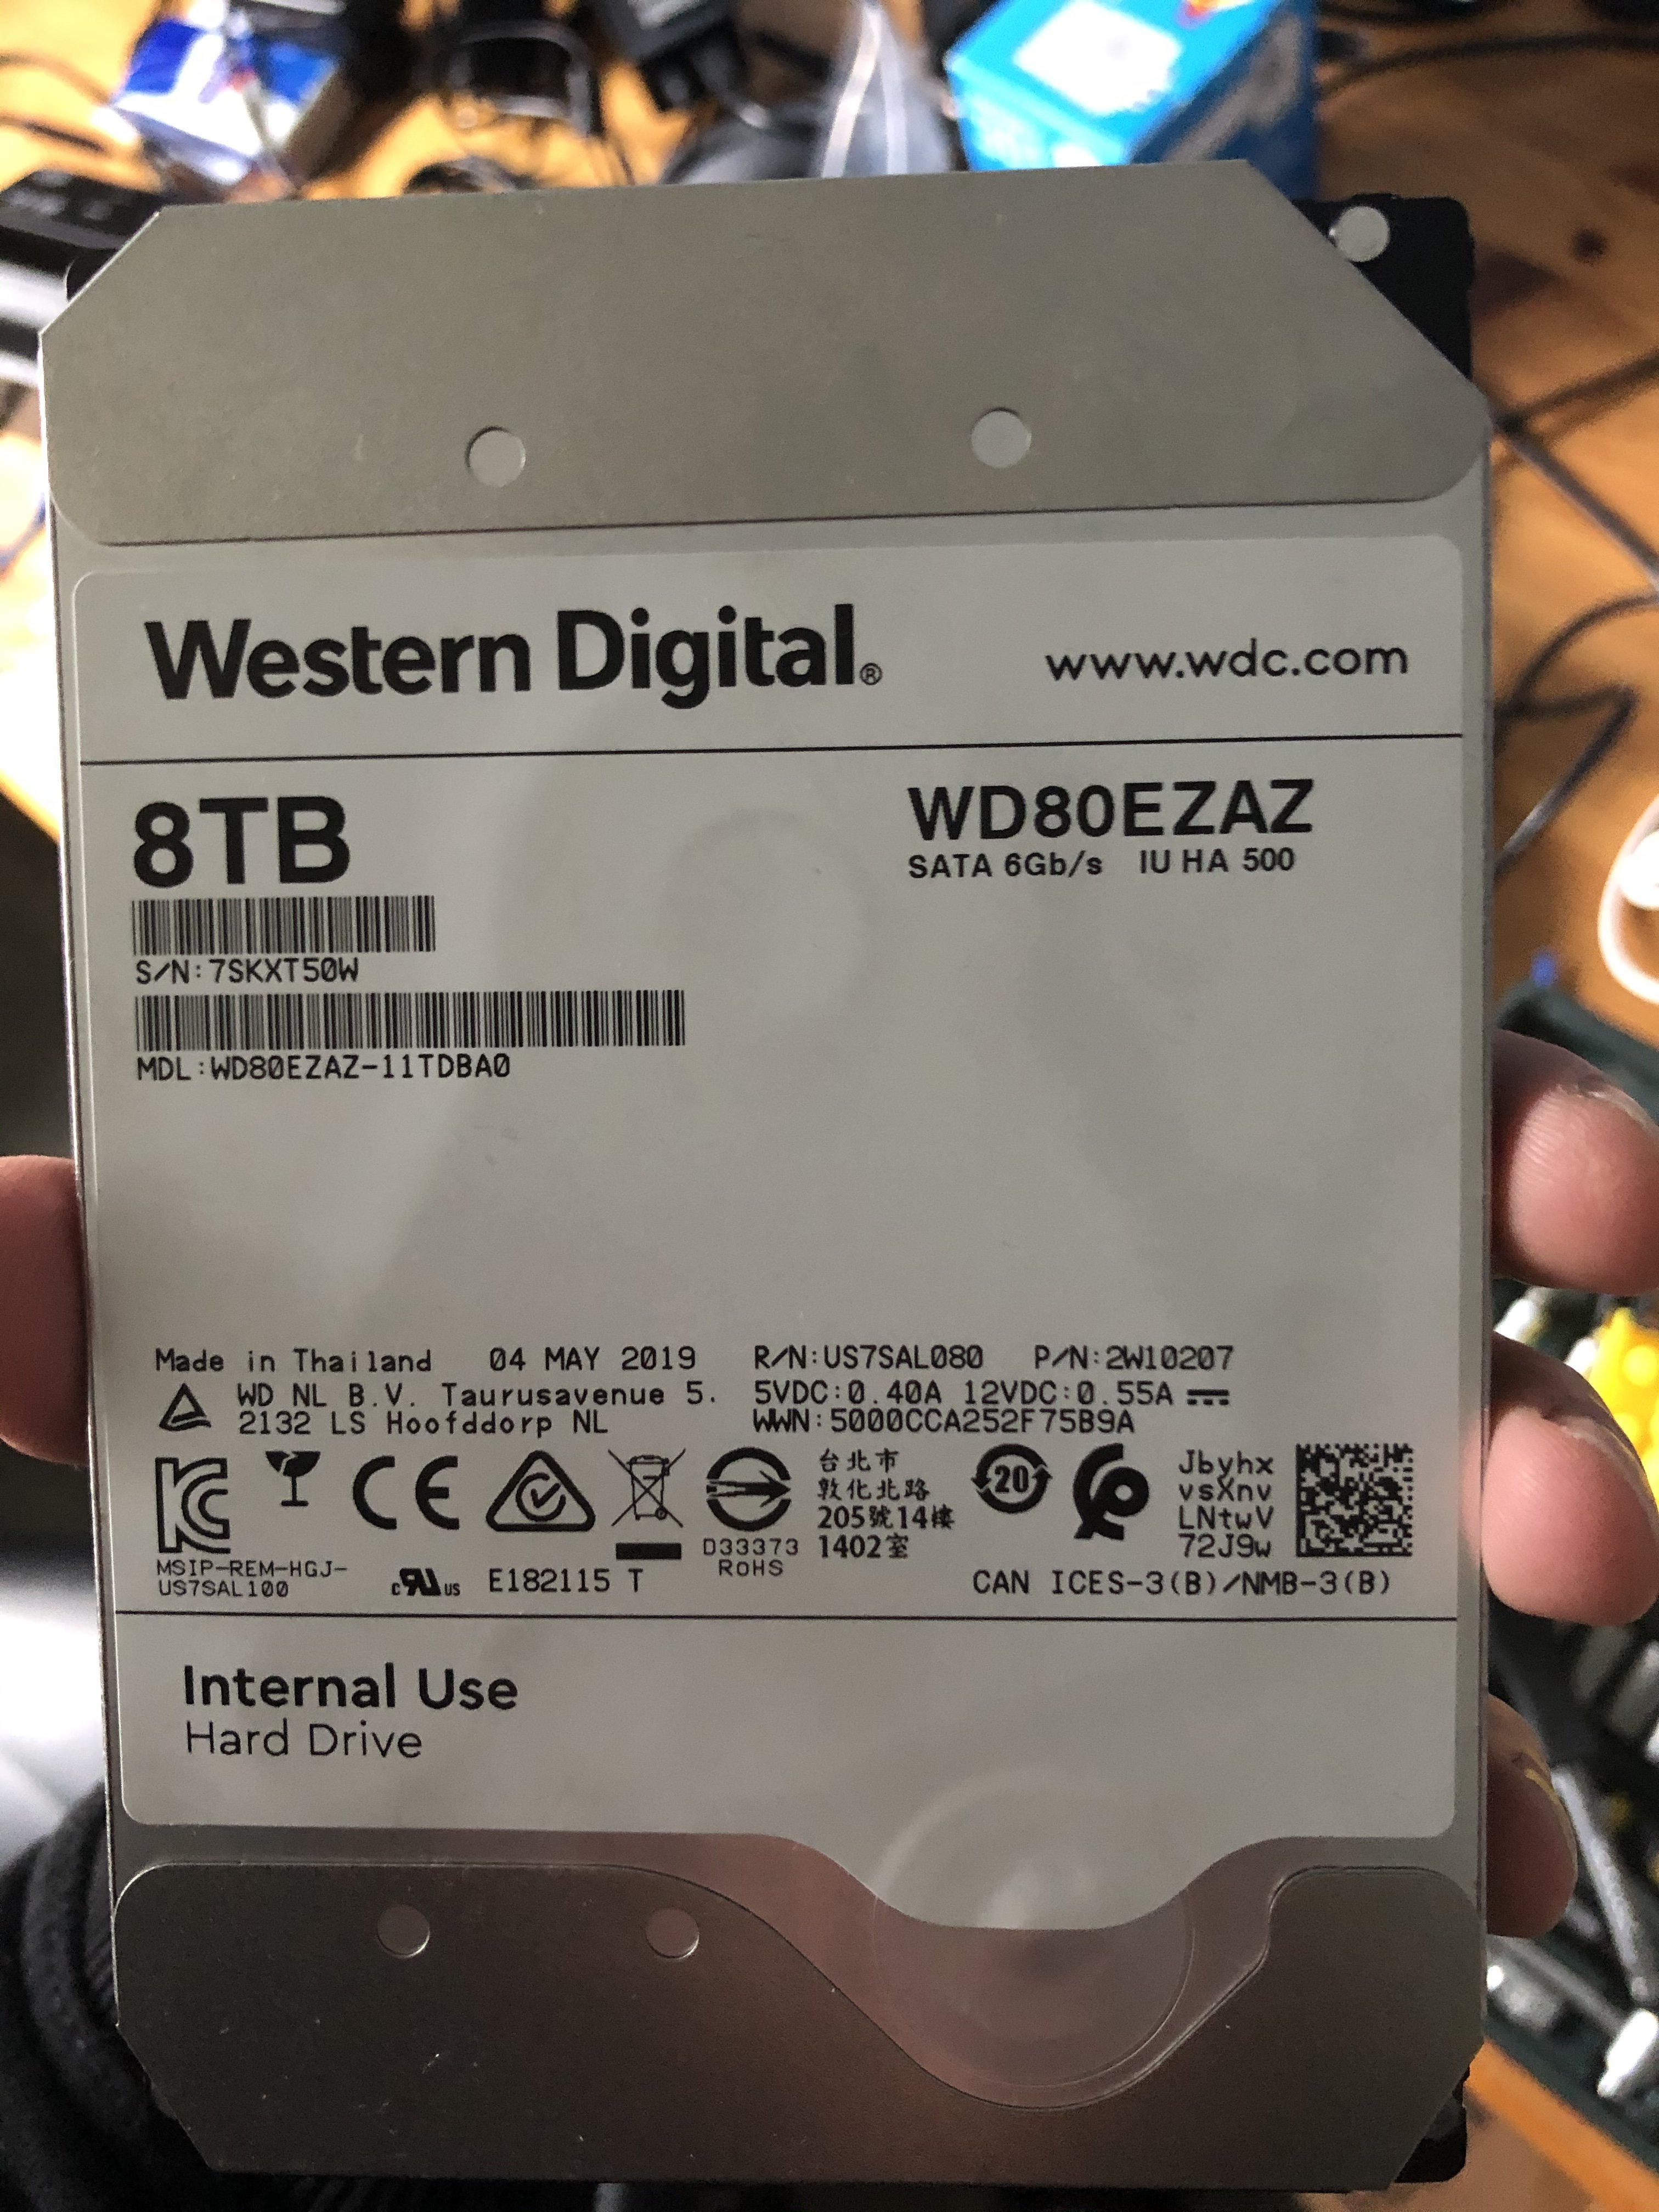 Western Digital®
www.wdc.com
8TB
WD80EZAZ
SATA 6Gb/s IU HA 500
S/N:7SKXT50W
MDL:WD80EZAZ-11TDBA0
Made in Thailand 04 MAY 2019 R/N:US7SAL080 P/N:2W10207
WD NL B.V. Taurusavenue 5. 5VDC:0.40A 12VDC:0.55A
2132 LS Hoofddorp NL WWN:5000CCA252F75B9A
KC
CE
台北市
敦化北路
205號14樓
1402室
20
Jbyhx
vsXnv
LNtwV
72J9w
D33373
ROHS
MSIP-REM-HGJ-
US7SAL100
c RU us E182115 T
CAN ICES-3(B)/NMB-3(B)
Internal Use
Hard Drive